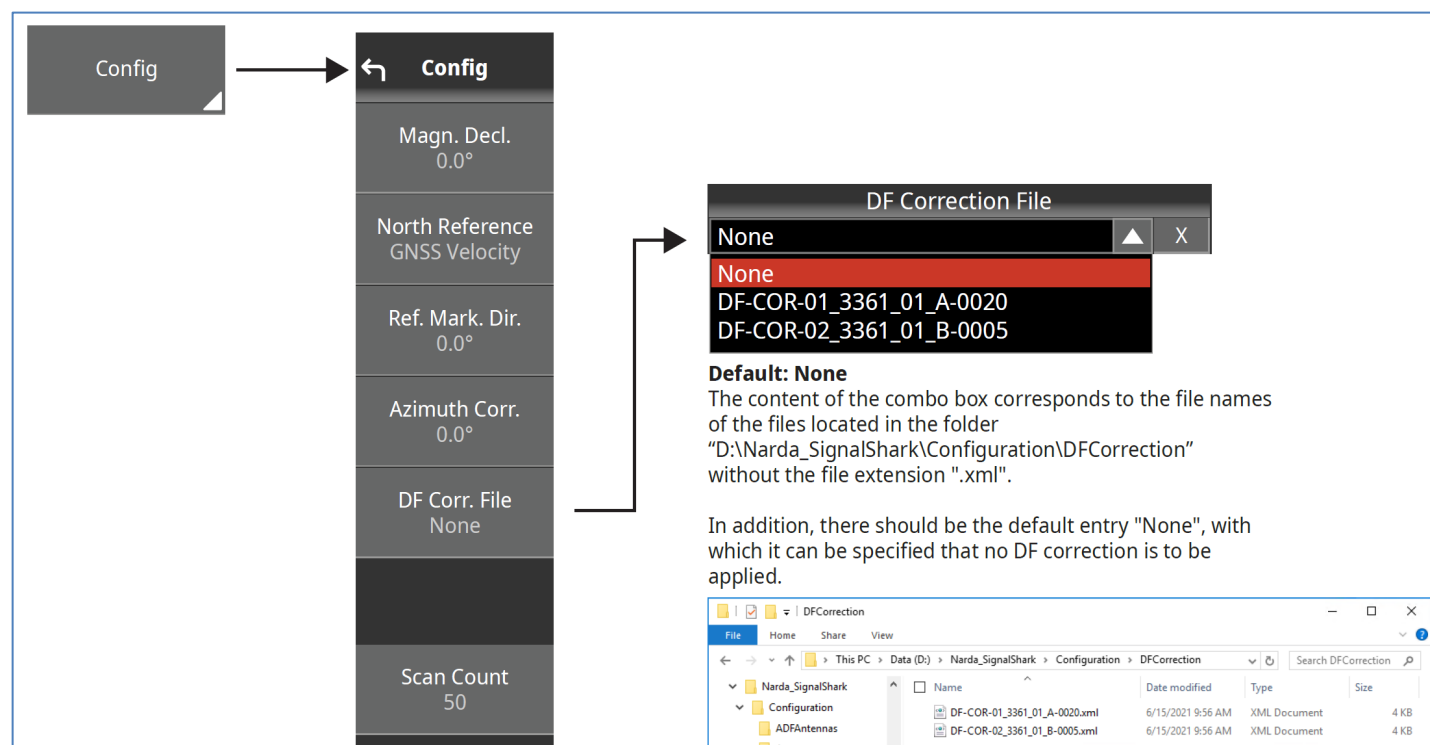 Config
Config
Magn. Decl.
0.0°
North Reference
GNSS Velocity
Ref. Mark. Dir.
0.0°
Azimuth Corr.
0.0°
DF Corr. File
None
Scan Count
50
DF Correction File
None
X
None
DF-COR-01_3361_01_A-0020
DF-COR-02_3361_01_B-0005
Default: None
The content of the combo box corresponds to the file names
of the files located in the folder
“D:\Narda_SignalShark\Configuration\DFCorrection”
without the file extension ".xml".
In addition, there should be the default entry "None", with
which it can be specified that no DF correction is to be
applied.
DFCorrection
File Home Share View
This PC > Data (D:) > Narda_SignalShark > Configuration > DFCorrection
Search DFCorrection
Narda_SignalShark
Configuration
ADFAntennas
Name Date modified Type Size
DF-COR-01_3361_01_A-0020.xml 6/15/2021 9:56 AM XML Document 4 KB
DF-COR-02_3361_01_B-0005.xml 6/15/2021 9:56 AM XML Document 4 KB